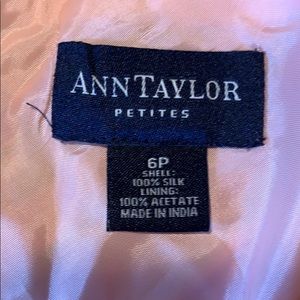 ANN TAYLOR
PETITES
6P
SHELL:
100% SILK
LINING:
100% ACETATE
MADE IN INDIA